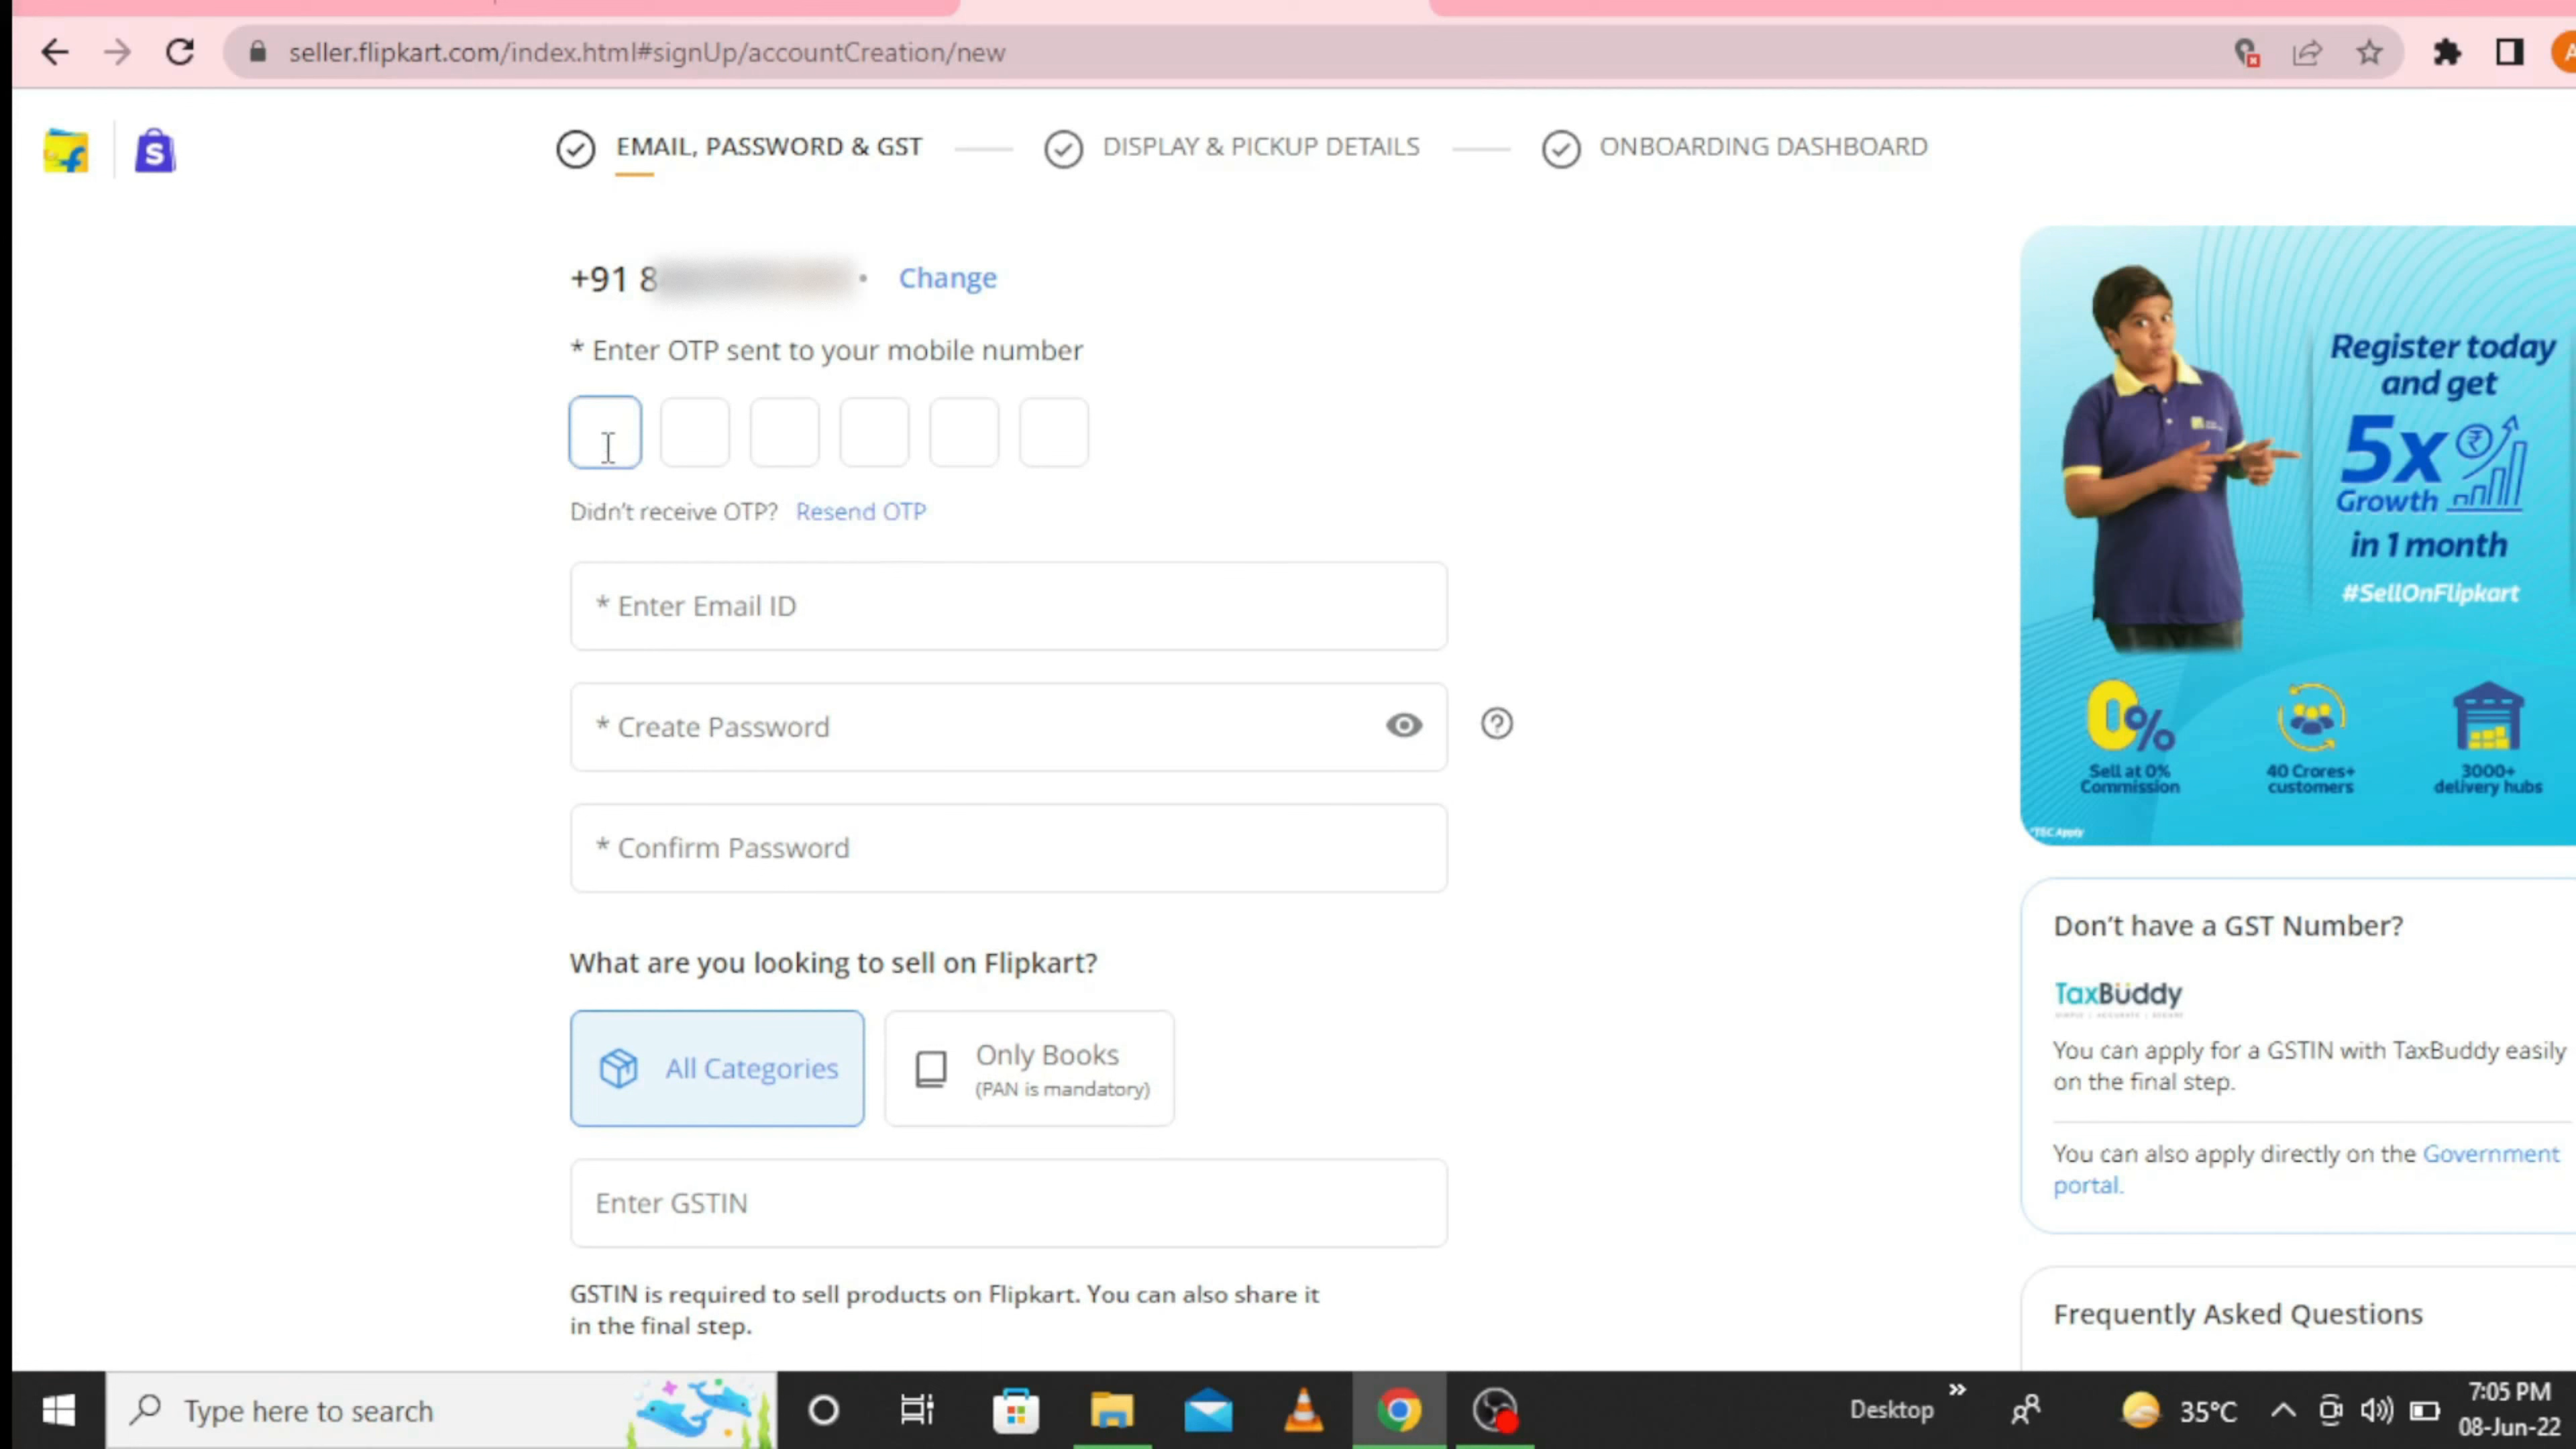 seller.flipkart.com/index.html#signUp/accountCreation/new
EMAIL, PASSWORD & GST
DISPLAY & PICKUP DETAILS
ONBOARDING DASHBOARD
+91 8
Change
* Enter OTP sent to your mobile number
Didn't receive OTP? Resend OTP
* Enter Email ID
* Create Password
* Confirm Password
What are you looking to sell on Flipkart?
All Categories
Only Books
(PAN is mandatory)
Enter GSTIN
GSTIN is required to sell products on Flipkart. You can also share it
in the final step.
Register today
and get
5x
Growth
in 1 month
#SellOnFlipkart
0%
Sell at 0%
Commission
40 Crores+
customers
3000+
delivery hubs
*T&C Apply
Don't have a GST Number?
TaxBuddy
You can apply for a GSTIN with TaxBuddy easily
on the final step.
You can also apply directly on the Government
portal.
Frequently Asked Questions
Type here to search
Desktop
35°C
7:05 PM
08-Jun-22